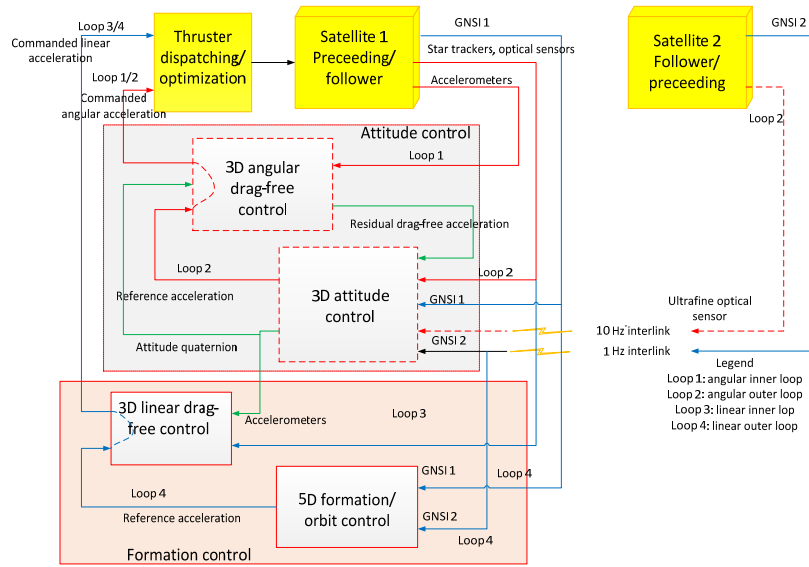 Loop 3/4
Commanded linear
acceleration
Loop 1/2
Commanded
angular acceleration
Thruster
dispatching/
optimization
Satellite 1
Preceeding/
follower
GNSI 1
Star trackers, optical sensors
Accelerometers
Satellite 2
Follower/
preceeding
GNSI 2
Loop 2
Attitude control
3D angular
drag-free
control
Loop 1
Residual drag-free acceleration
Loop 2
Reference acceleration
3D attitude
control
Loop 2
GNSI 1
GNSI 2
Attitude quaternion
Ultrafine optical
sensor
10 Hz interlink
1 Hz interlink
Legend
Loop 1: angular inner loop
Loop 2: angular outer loop
Loop 3: linear inner lop
Loop 4: linear outer loop
3D linear drag-
free control
Accelerometers
Loop 3
Loop 4
Reference acceleration
5D formation/
orbit control
GNSI 1
Loop 4
GNSI 2
Loop 4
Formation control